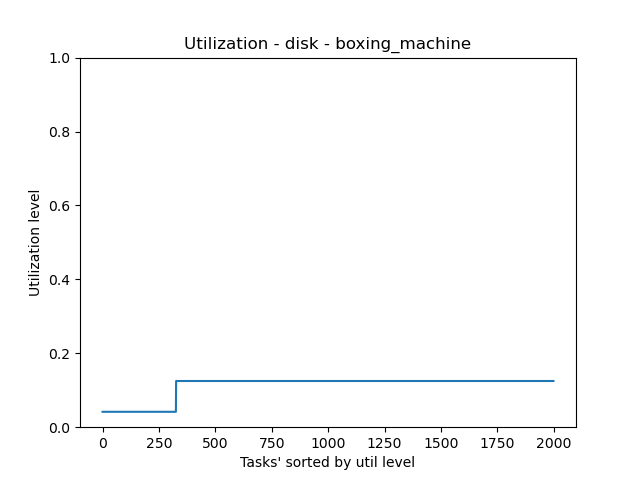 Utilization - disk - boxing_machine
1.0
0.8
0.6
0.4
0.2
0.0
Utilization level
0 250 500 750 1000 1250 1500 1750 2000
Tasks' sorted by util level